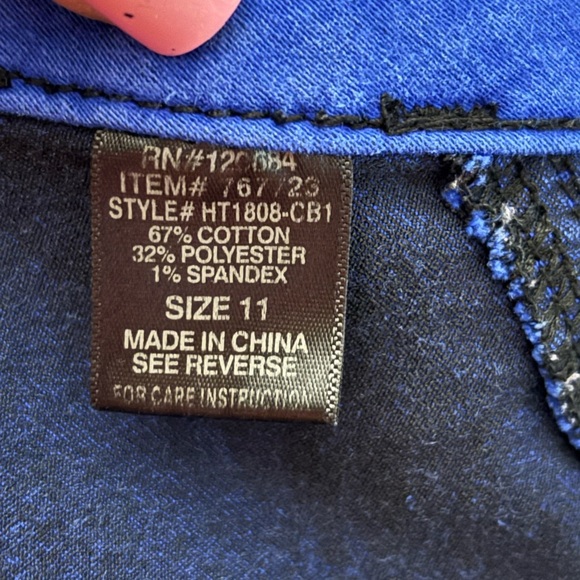 ITEM# 767723
STYLE# HT1808-CB1
67% COTTON
32% POLYESTER
1% SPANDEX
SIZE 11
MADE IN CHINA
SEE REVERSE
FOR CARE INSTRUCTION